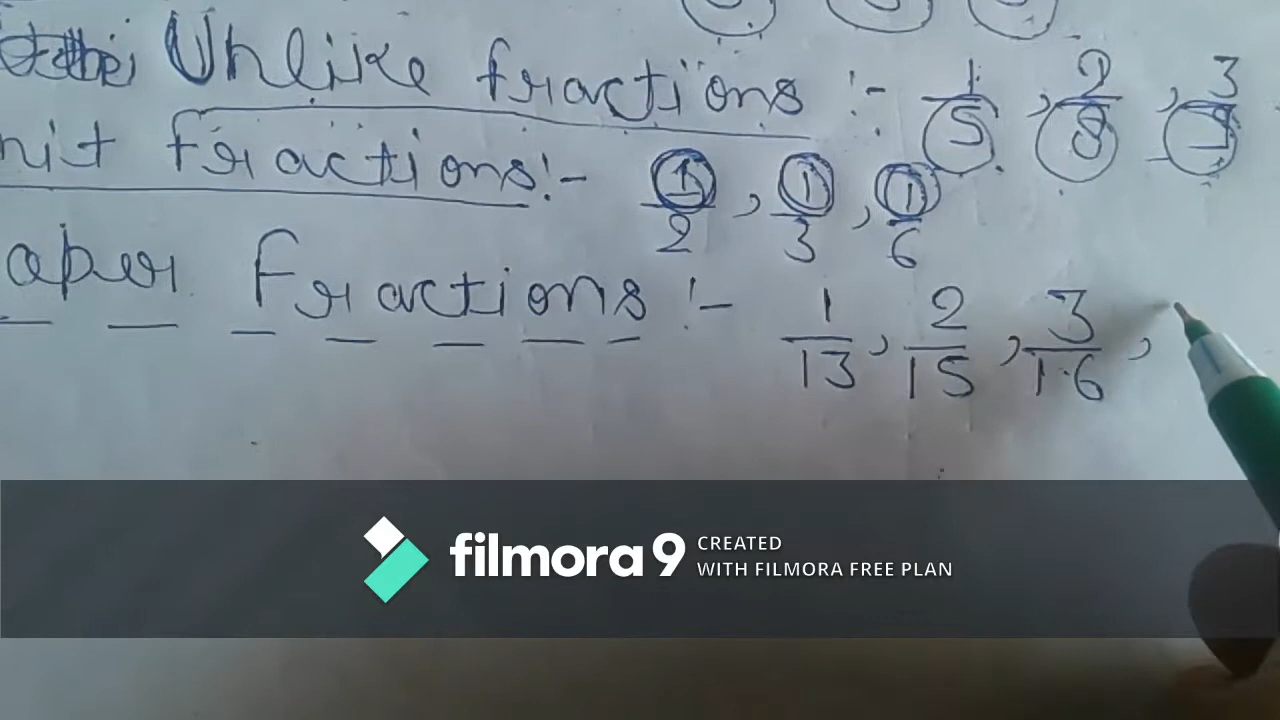 Unlike fractions :- 1/5, 2/8, 3/9
nit fractions :- 1/2, 1/3, 1/6
oper fractions :- 1/13, 2/15, 3/16,
filmora 9 CREATED
WITH FILMORA FREE PLAN